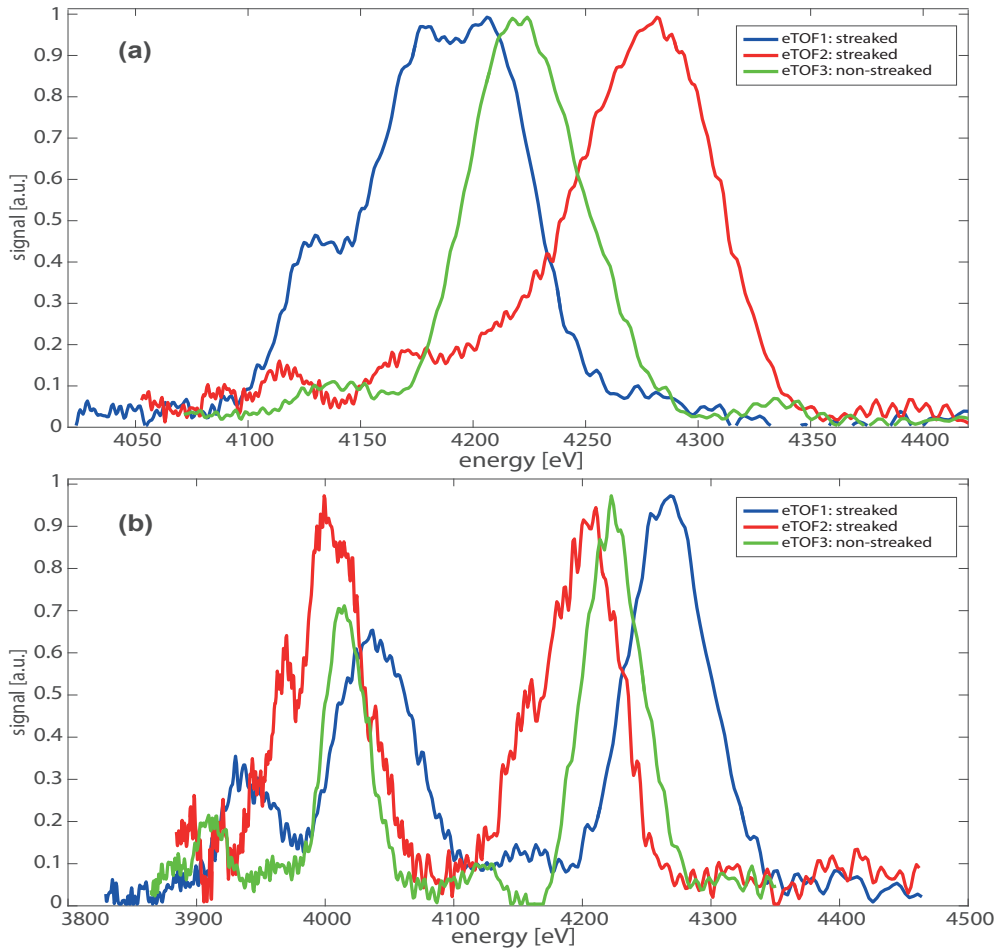 1
0.9
0.8
0.7
0.6
0.5
0.4
0.3
0.2
0.1
0
signal [a.u.]
(a)
eTOF1: streaked
eTOF2: streaked
eTOF3: non-streaked
4050 4100 4150 4200 4250 4300 4350 4400
energy [eV]
1
0.9
0.8
0.7
0.6
0.5
0.4
0.3
0.2
0.1
0
signal [a.u.]
(b)
eTOF1: streaked
eTOF2: streaked
eTOF3: non-streaked
3800 3900 4000 4100 4200 4300 4400 4500
energy [eV]